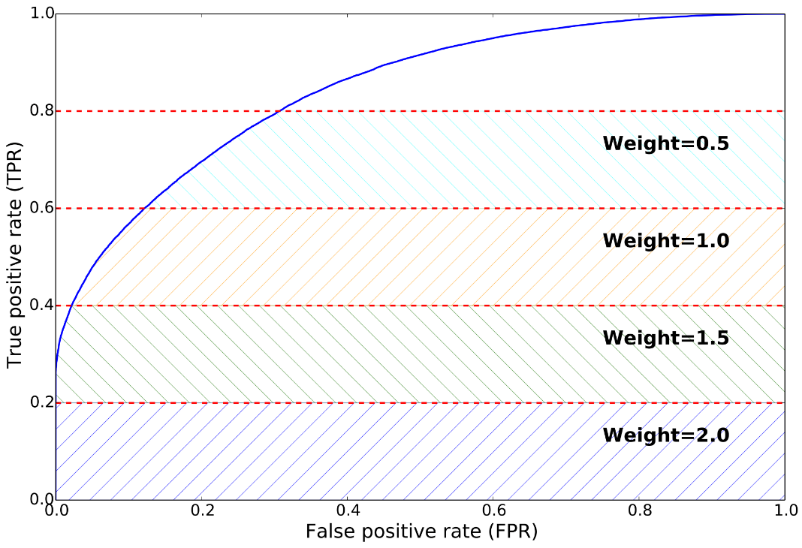 1.0
0.8
0.6
0.4
0.2
0.0
True positive rate (TPR)
Weight=0.5
Weight=1.0
Weight=1.5
Weight=2.0
0.0 0.2 0.4 0.6 0.8 1.0
False positive rate (FPR)